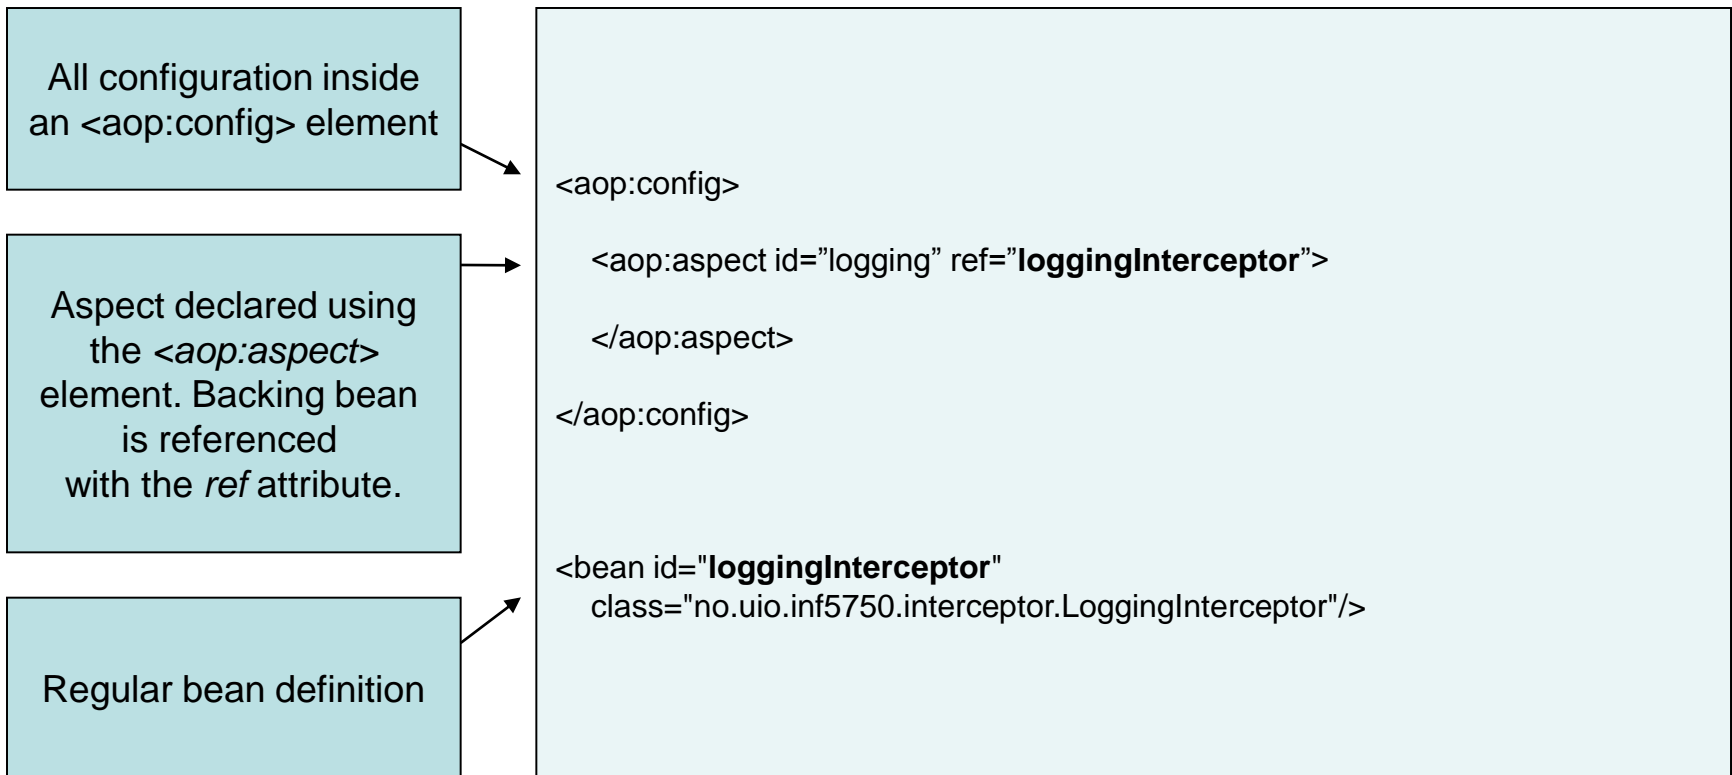 All configuration inside
an <aop:config> element
Aspect declared using
the <aop:aspect>
element. Backing bean
is referenced
with the ref attribute.
Regular bean definition
<aop:config>
<aop:aspect id=”logging” ref=”loggingInterceptor”>
</aop:aspect>
</aop:config>
<bean id="loggingInterceptor"
class="no.uio.inf5750.interceptor.LoggingInterceptor"/>